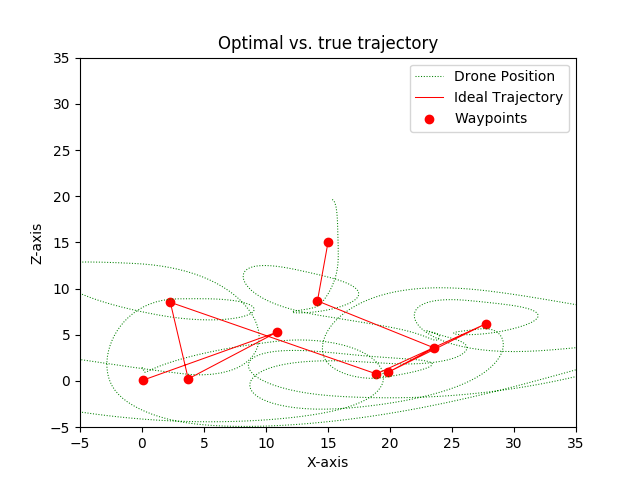 Optimal vs. true trajectory
Drone Position
Ideal Trajectory
Waypoints
Z-axis
35
30
25
20
15
10
5
0
−5
−5 0 5 10 15 20 25 30 35
X-axis